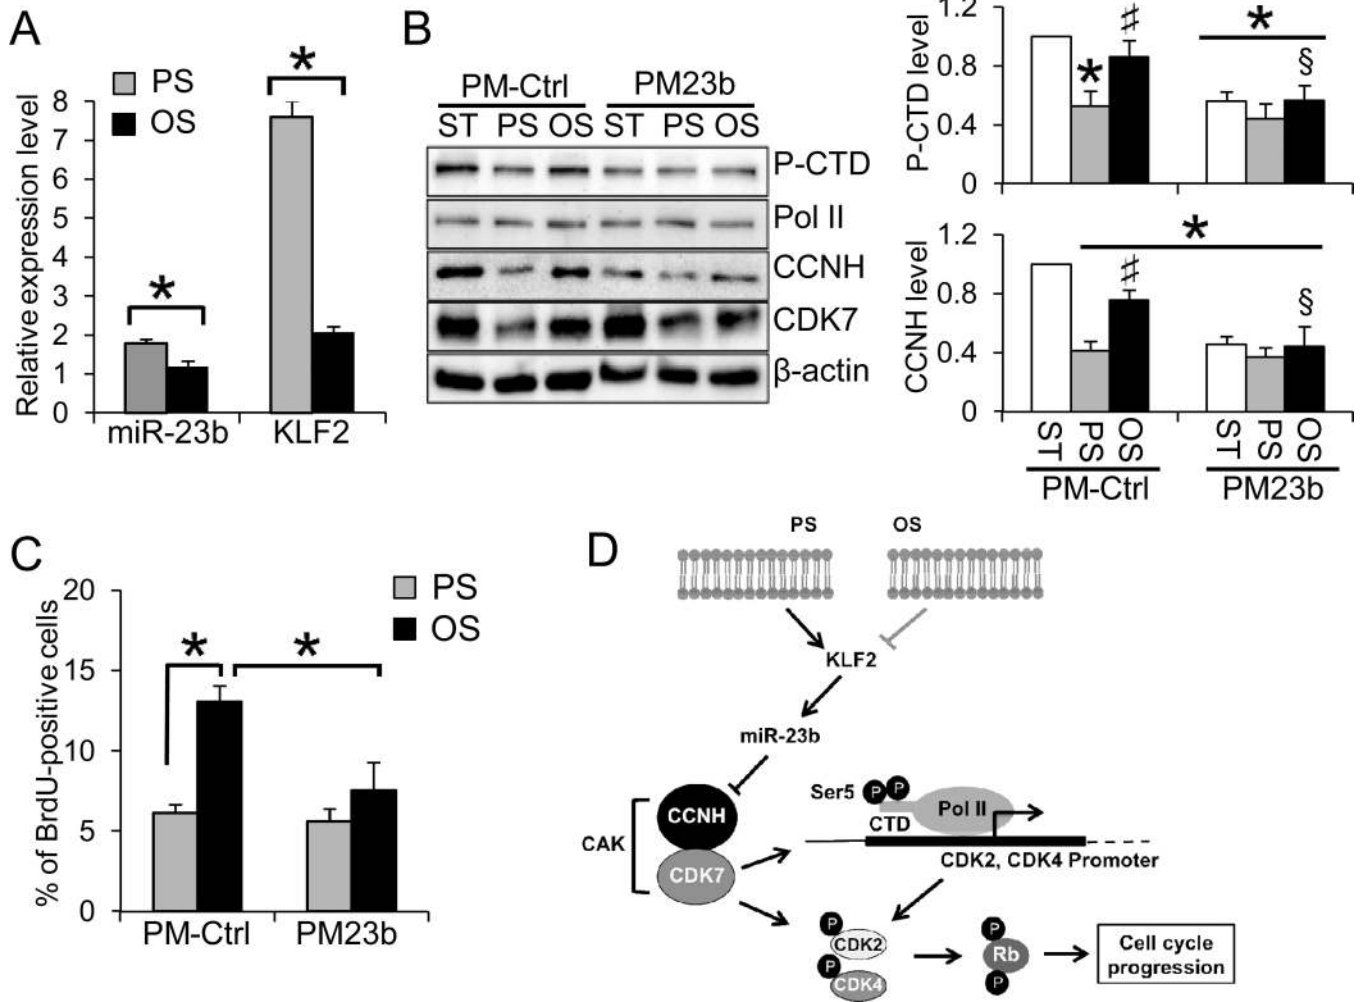 A
PS
OS
*
*
Relative expression level
8
7
6
5
4
3
2
1
0
miR-23b KLF2
B
PM-Ctrl PM23b
ST PS OS ST PS OS
P-CTD
Pol II
CCNH
CDK7
β-actin
P-CTD level
1.2
0.8
0.4
0
* ♯ * §
CCNH level
1.2
0.8
0.4
0
♯ * §
ST PS OS ST PS OS
PM-Ctrl PM23b
C
PS
OS
% of BrdU-positive cells
20
15
10
5
0
* *
PM-Ctrl PM23b
D
PS OS
KLF2
miR-23b
CAK
CCNH
CDK7
Ser5 P P
CTD
Pol II
CDK2, CDK4 Promoter
P
CDK2
P
CDK4
P
Rb
P
Cell cycle
progression